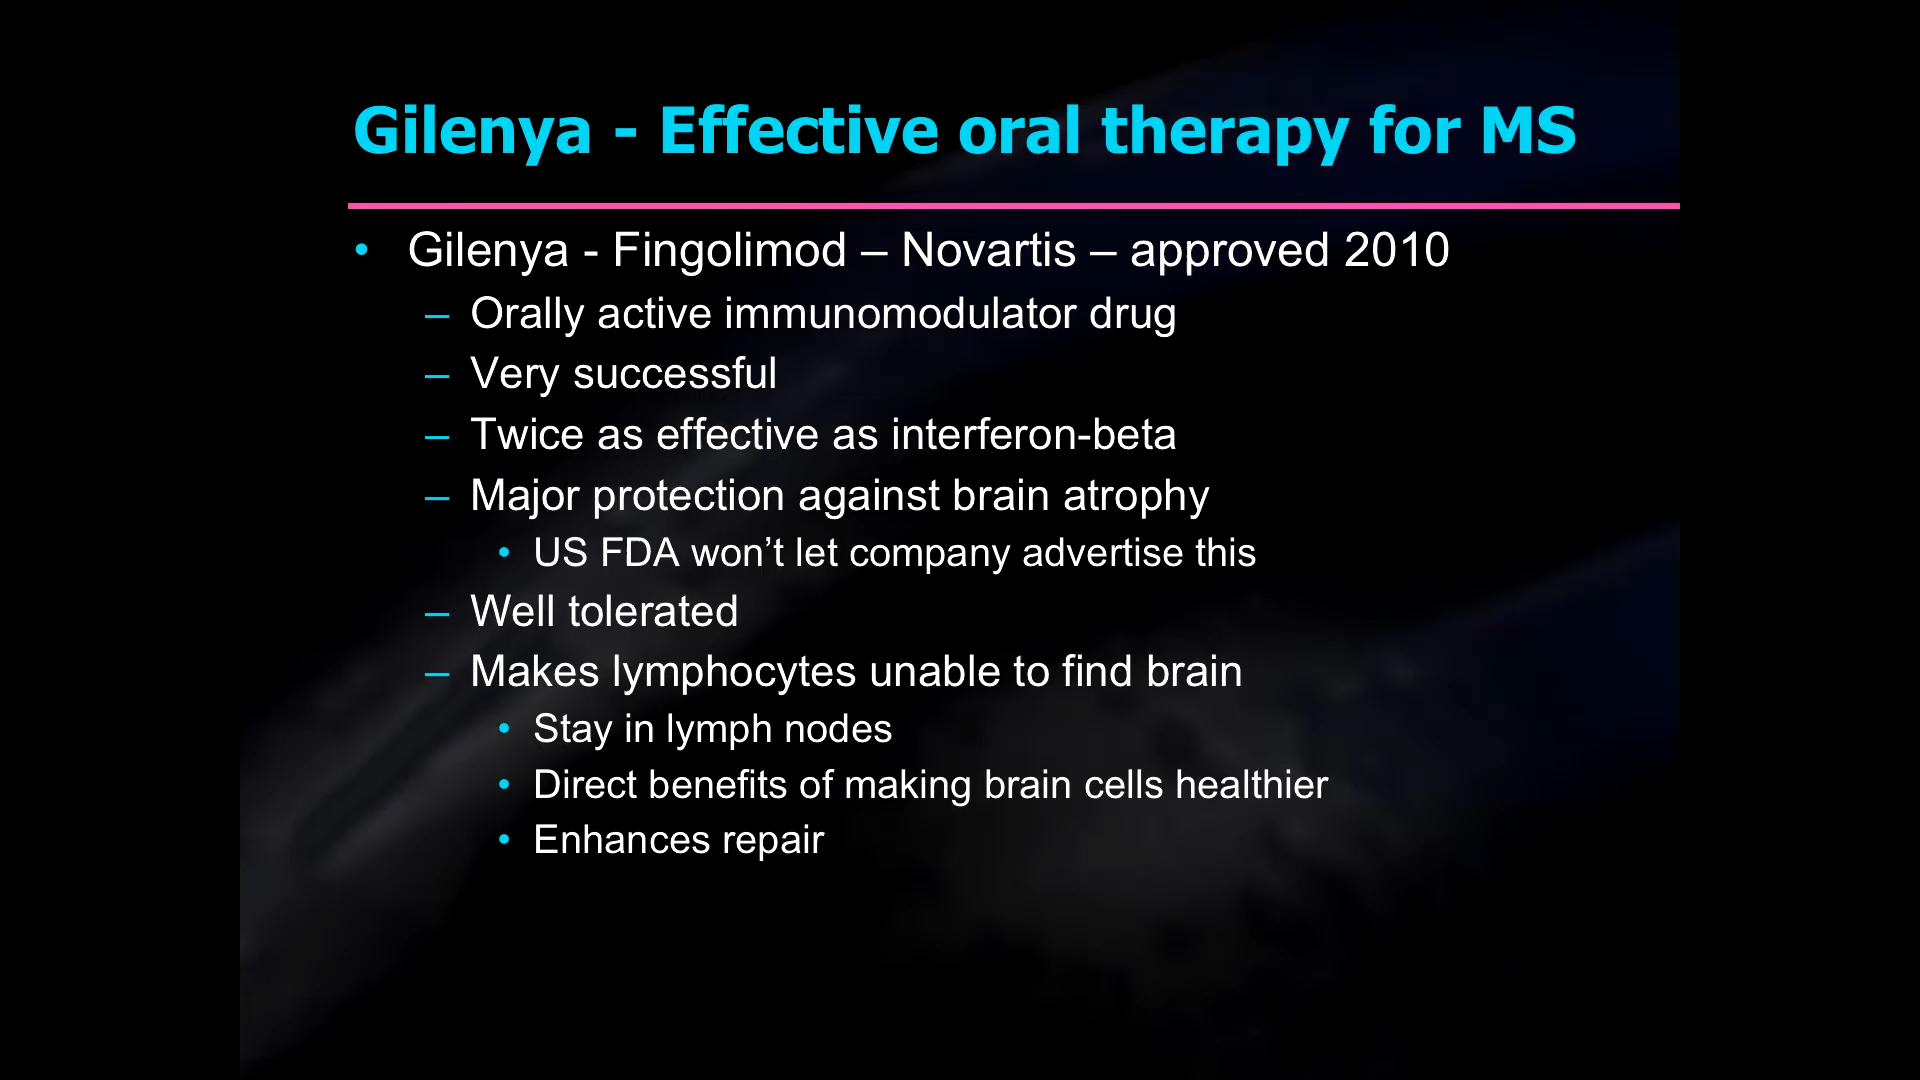 Gilenya - Effective oral therapy for MS
• Gilenya - Fingolimod – Novartis – approved 2010
– Orally active immunomodulator drug
– Very successful
– Twice as effective as interferon-beta
– Major protection against brain atrophy
• US FDA won’t let company advertise this
– Well tolerated
– Makes lymphocytes unable to find brain
• Stay in lymph nodes
• Direct benefits of making brain cells healthier
• Enhances repair